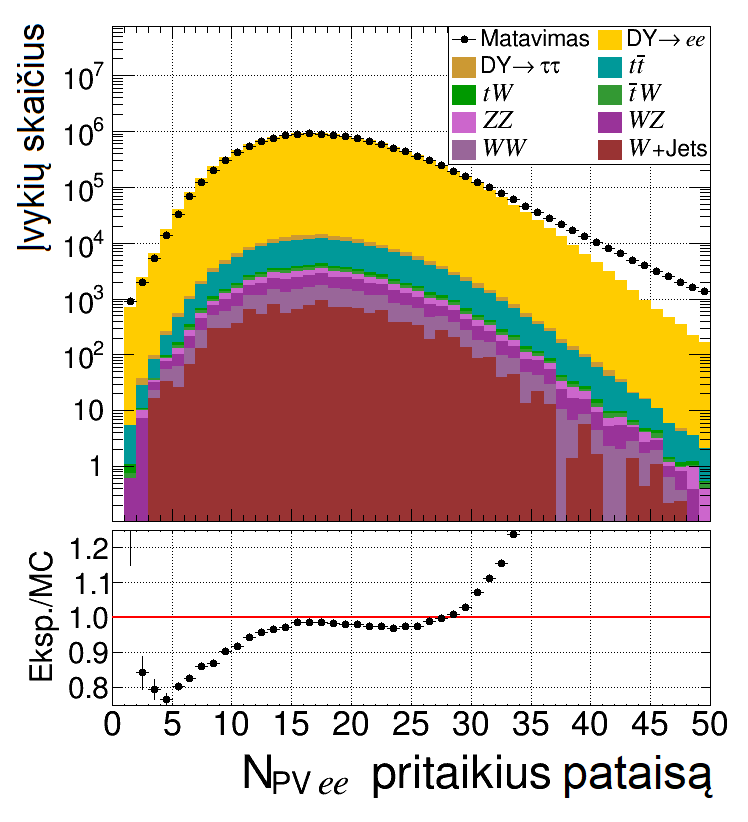 Įvykių skaičius
10⁷
10⁶
10⁵
10⁴
10³
10²
10
1
Matavimas DY→ ee
DY→ ττ tt̄
tW t̄W
ZZ WZ
WW W+Jets
Eksp./MC
1.2
1.1
1.0
0.9
0.8
0 5 10 15 20 25 30 35 40 45 50
N_PV ee pritaikius pataisą